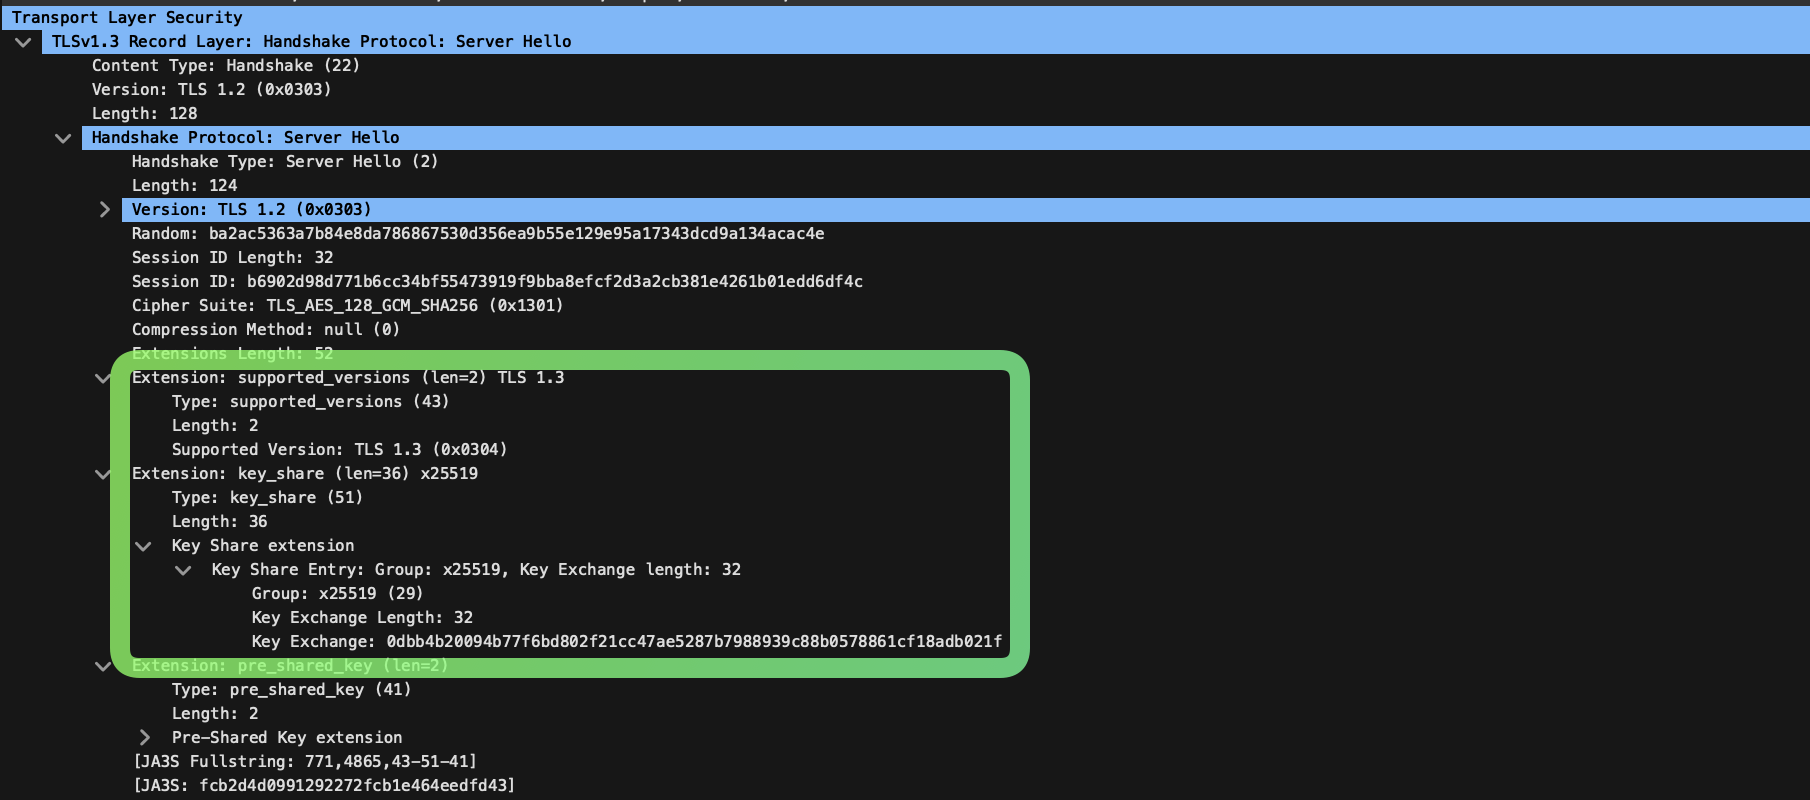 Transport Layer Security
TLSv1.3 Record Layer: Handshake Protocol: Server Hello
Content Type: Handshake (22)
Version: TLS 1.2 (0x0303)
Length: 128
Handshake Protocol: Server Hello
Handshake Type: Server Hello (2)
Length: 124
Version: TLS 1.2 (0x0303)
Random: ba2ac5363a7b84e8da786867530d356ea9b55e129e95a17343dcd9a134acac4e
Session ID Length: 32
Session ID: b6902d98d771b6cc34bf55473919f9bba8efcf2d3a2cb381e4261b01edd6df4c
Cipher Suite: TLS_AES_128_GCM_SHA256 (0x1301)
Compression Method: null (0)
Extensions Length: 52
Extension: supported_versions (len=2) TLS 1.3
Type: supported_versions (43)
Length: 2
Supported Version: TLS 1.3 (0x0304)
Extension: key_share (len=36) x25519
Type: key_share (51)
Length: 36
Key Share extension
Key Share Entry: Group: x25519, Key Exchange length: 32
Group: x25519 (29)
Key Exchange Length: 32
Key Exchange: 0dbb4b20094b77f6bd802f21cc47ae5287b7988939c88b0578861cf18adb021f
Extension: pre_shared_key (len=2)
Type: pre_shared_key (41)
Length: 2
Pre-Shared Key extension
[JA3S Fullstring: 771,4865,43-51-41]
[JA3S: fcb2d4d0991292272fcb1e464eedfd43]